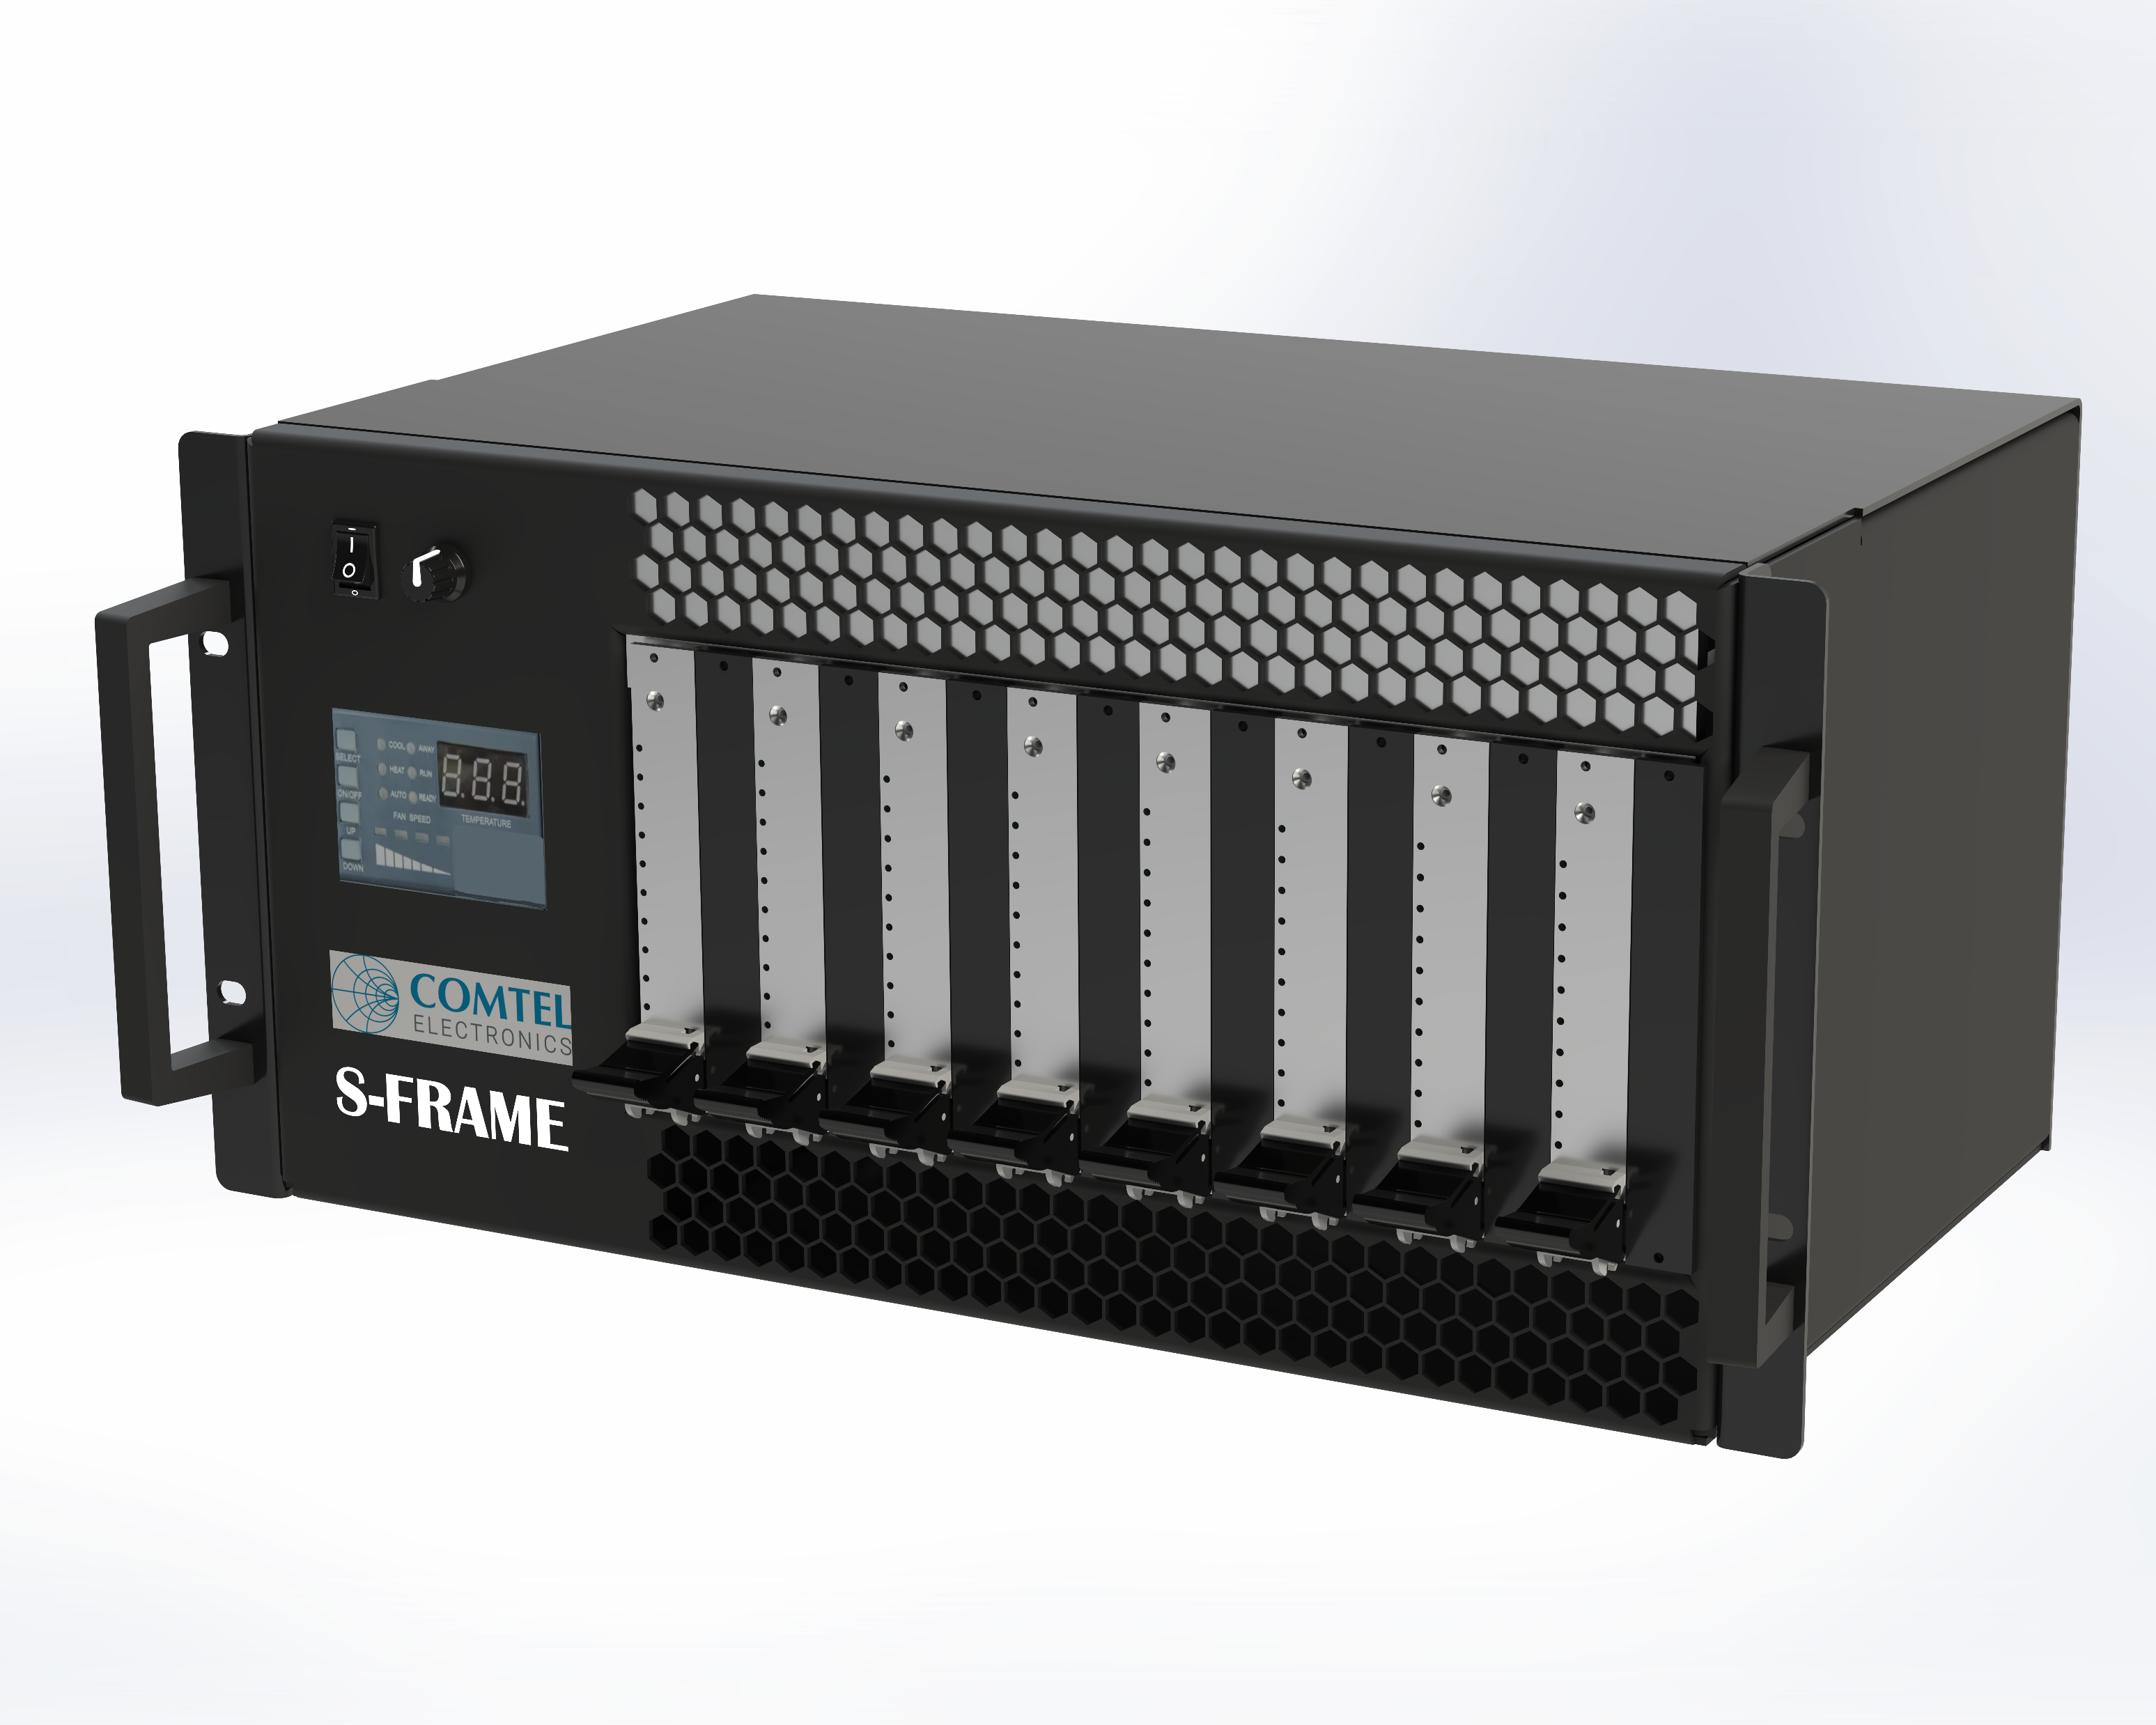 I
O
O
SELECT
ON/OFF
UP
DOWN
COOL AWAY
HEAT RUN
AUTO READY
FAN SPEED
8.8.8.
TEMPERATURE
COMTEL
ELECTRONICS
S-FRAME